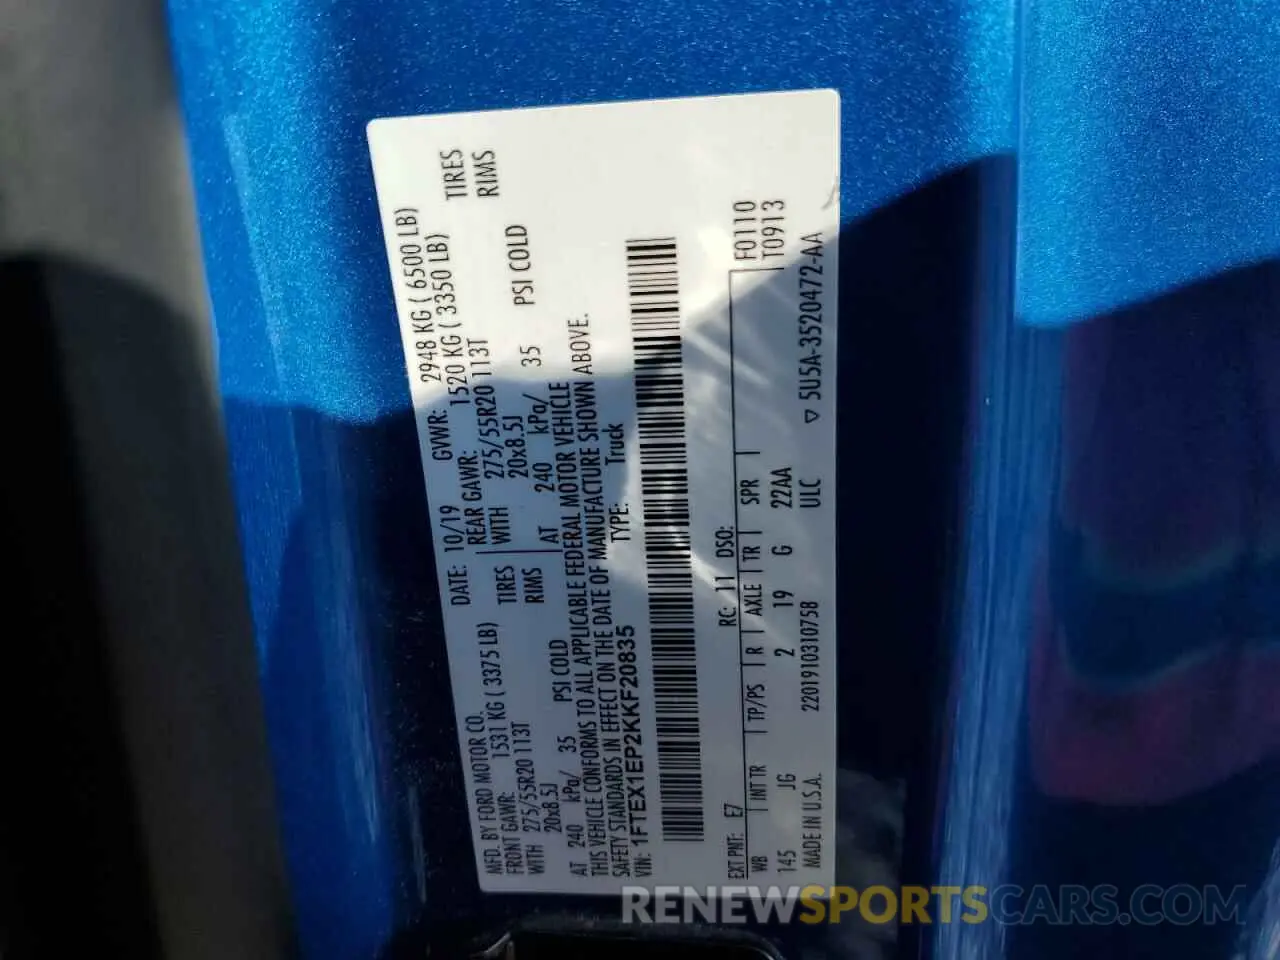 MFD. BY FORD MOTOR CO.
DATE: 10/19 GVWR: 2948 KG ( 6500 LB)
FRONT GAWR: 1531 KG ( 3375 LB)
REAR GAWR: 1520 KG ( 3350 LB)
WITH 275/55R20 113T TIRES
WITH 275/55R20 113T TIRES
20x8.5J RIMS
20x8.5J RIMS
AT 240 kPa/ 35 PSI COLD
AT 240 kPa/ 35 PSI COLD
THIS VEHICLE CONFORMS TO ALL APPLICABLE FEDERAL MOTOR VEHICLE
SAFETY STANDARDS IN EFFECT ON THE DATE OF MANUFACTURE SHOWN ABOVE.
VIN: 1FTEX1EP2KKF20835 TYPE: Truck
F0110
T0913
EXT PNT: E7 RC: 11 DSO:
WB INT TR TP/PS R AXLE TR SPR
145 JG 2 19 G 22AA
MADE IN U.S.A. 2201910310758 ULC ▽ 5U5A-3520472-AA
RENEWSPORTSCARS.COM